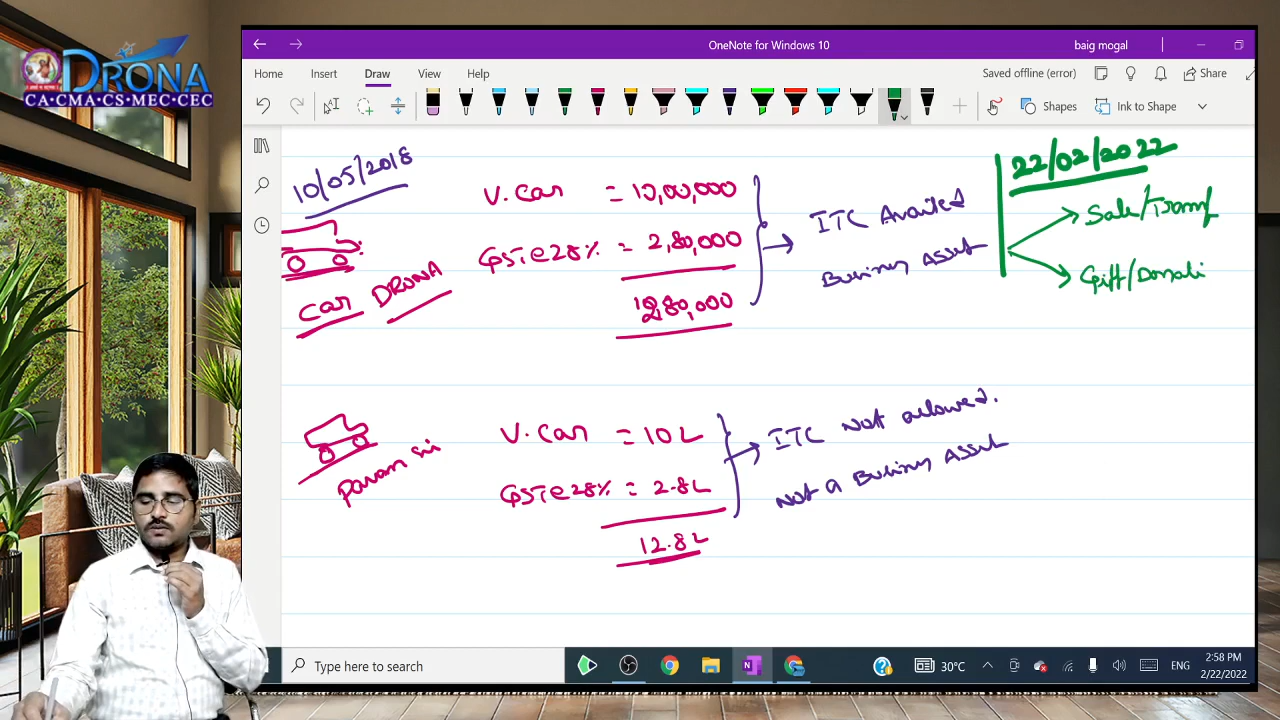 DRONA
CA•CMA•CS•MEC•CEC
OneNote for Windows 10
baig mogal
Home Insert Draw View Help
Saved offline (error)
Share
Shapes
Ink to Shape
10/05/2018
Car DRONA
V. Car = 10,00,000
GST@28% = 2,80,000
12,80,000
ITC Availed
Business Asset
22/02/2022
Sale/Transf
Gift/Donati
Pavan Sir
V. Car = 10 L
GST@28% = 2.8L
12.8L
ITC Not allowed.
Not a Business Asset
Type here to search
30°C
ENG
2:58 PM
2/22/2022